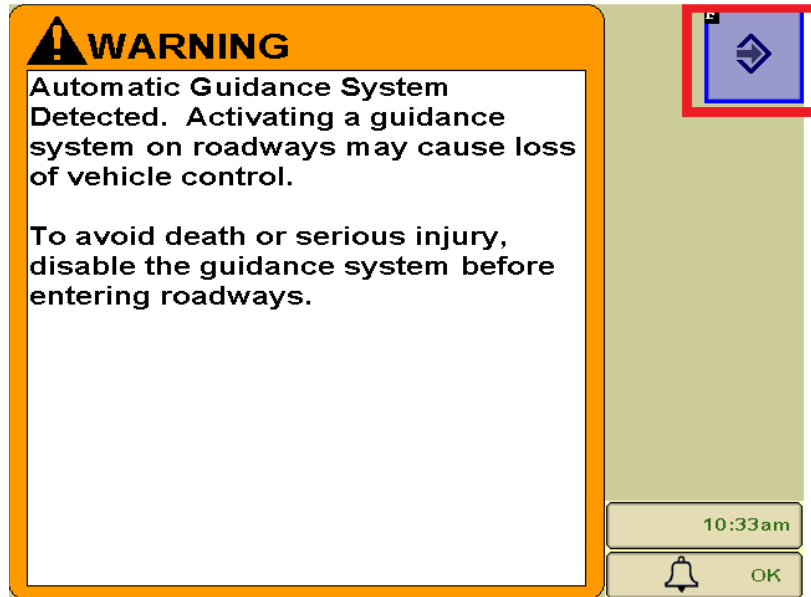 WARNING
Automatic Guidance System
Detected. Activating a guidance
system on roadways may cause loss
of vehicle control.
To avoid death or serious injury,
disable the guidance system before
entering roadways.
10:33am
OK